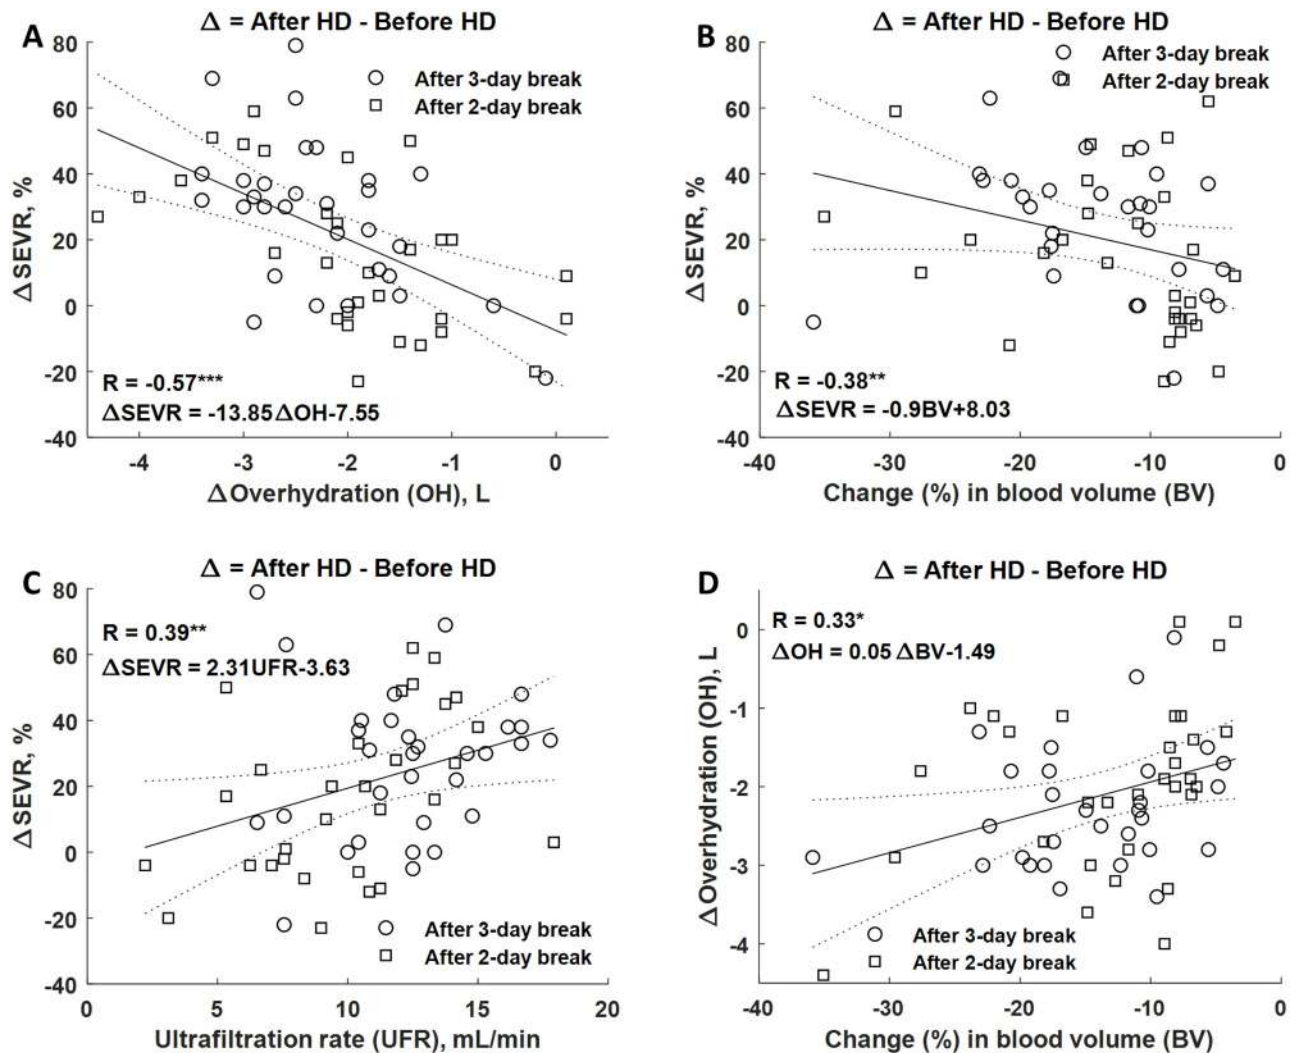 A
Δ = After HD - Before HD
80
60
40
20
0
-20
-40
ΔSEVR, %
After 3-day break
After 2-day break
R = -0.57***
ΔSEVR = -13.85ΔOH-7.55
-4
-3
-2
-1
0
ΔOverhydration (OH), L
B
Δ = After HD - Before HD
80
60
40
20
0
-20
-40
ΔSEVR, %
After 3-day break
After 2-day break
R = -0.38**
ΔSEVR = -0.9BV+8.03
-40
-30
-20
-10
0
Change (%) in blood volume (BV)
C
Δ = After HD - Before HD
80
60
40
20
0
-20
-40
ΔSEVR, %
R = 0.39**
ΔSEVR = 2.31UFR-3.63
After 3-day break
After 2-day break
0
5
10
15
20
Ultrafiltration rate (UFR), mL/min
D
Δ = After HD - Before HD
0
-1
-2
-3
-4
ΔOverhydration (OH), L
R = 0.33*
ΔOH = 0.05 ΔBV-1.49
After 3-day break
After 2-day break
-40
-30
-20
-10
0
Change (%) in blood volume (BV)